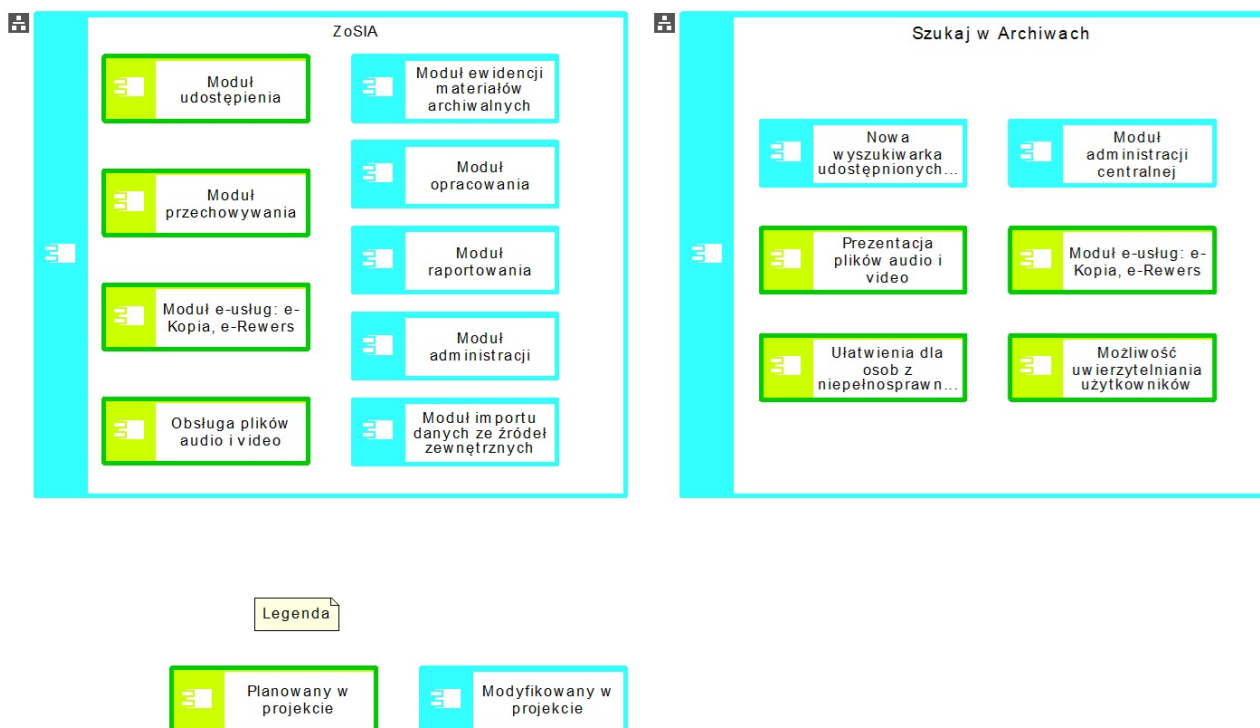 ZoSIA
Moduł
udostępienia
Moduł ewidencji
materiałów
archiwalnych
Moduł
opracowania
Moduł
przechowywania
Moduł
raportowania
Moduł e-usług: e-
Kopia, e-Rewers
Moduł
administracji
Obsługa plików
audio i video
Moduł importu
danych ze źródeł
zewnętrznych
Szukaj w Archiwach
Nowa
wyszukiwarka
udostępnionych...
Moduł
administracji
centralnej
Prezentacja
plików audio i
video
Moduł e-usług: e-
Kopia, e-Rewers
Ułatwienia dla
osob z
niepełnosprawn...
Możliwość
uwierzytelniania
użytkowników
Legenda
Planowany w
projekcie
Modyfikowany w
projekcie